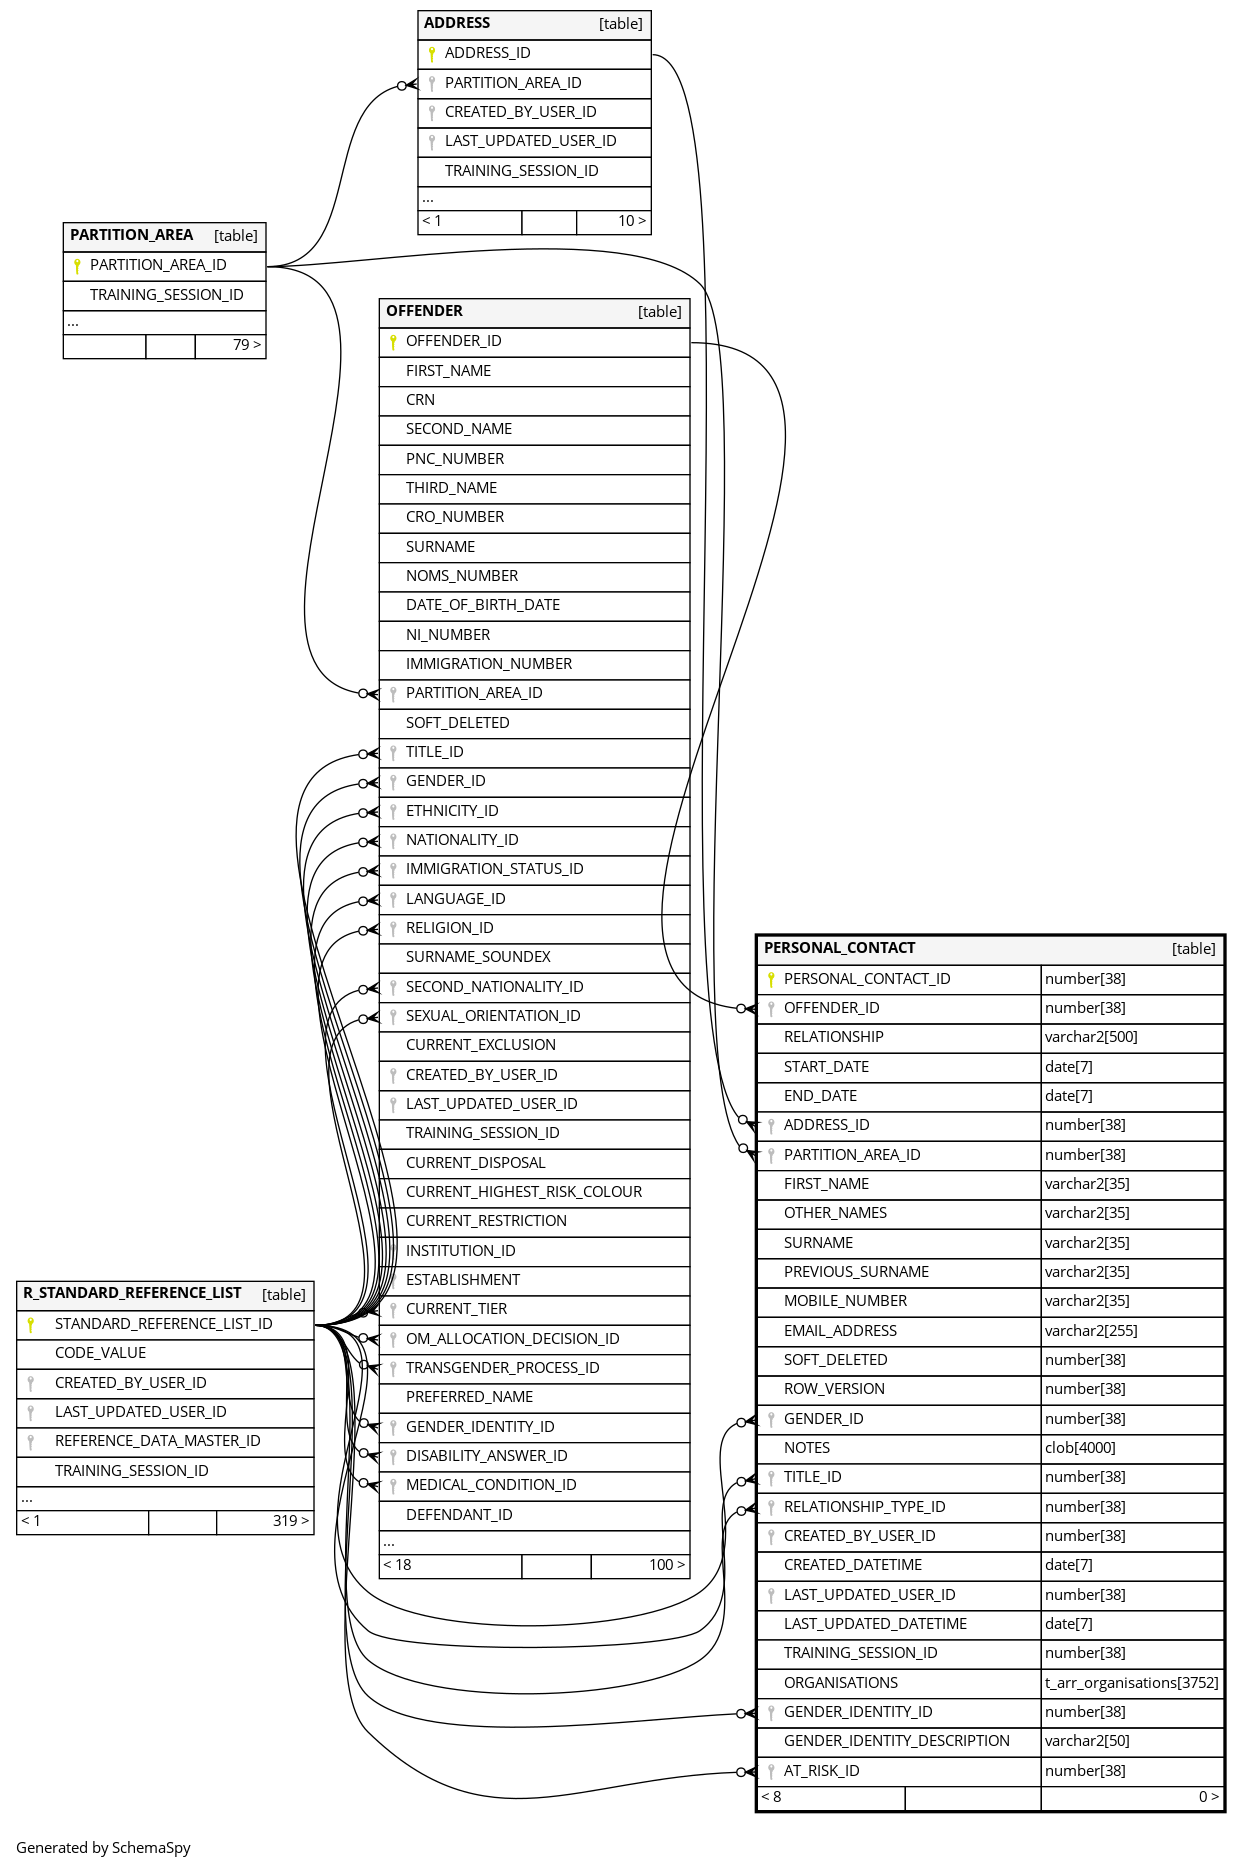 ADDRESS [table]
ADDRESS_ID
PARTITION_AREA_ID
CREATED_BY_USER_ID
LAST_UPDATED_USER_ID
TRAINING_SESSION_ID
...
< 1 10 >
PARTITION_AREA [table]
PARTITION_AREA_ID
TRAINING_SESSION_ID
...
79 >
OFFENDER [table]
OFFENDER_ID
FIRST_NAME
CRN
SECOND_NAME
PNC_NUMBER
THIRD_NAME
CRO_NUMBER
SURNAME
NOMS_NUMBER
DATE_OF_BIRTH_DATE
NI_NUMBER
IMMIGRATION_NUMBER
PARTITION_AREA_ID
SOFT_DELETED
TITLE_ID
GENDER_ID
ETHNICITY_ID
NATIONALITY_ID
IMMIGRATION_STATUS_ID
LANGUAGE_ID
RELIGION_ID
SURNAME_SOUNDEX
SECOND_NATIONALITY_ID
SEXUAL_ORIENTATION_ID
CURRENT_EXCLUSION
CREATED_BY_USER_ID
LAST_UPDATED_USER_ID
TRAINING_SESSION_ID
CURRENT_DISPOSAL
CURRENT_HIGHEST_RISK_COLOUR
CURRENT_RESTRICTION
INSTITUTION_ID
ESTABLISHMENT
CURRENT_TIER
OM_ALLOCATION_DECISION_ID
TRANSGENDER_PROCESS_ID
PREFERRED_NAME
GENDER_IDENTITY_ID
DISABILITY_ANSWER_ID
MEDICAL_CONDITION_ID
DEFENDANT_ID
...
< 18 100 >
PERSONAL_CONTACT [table]
PERSONAL_CONTACT_ID number[38]
OFFENDER_ID number[38]
RELATIONSHIP varchar2[500]
START_DATE date[7]
END_DATE date[7]
ADDRESS_ID number[38]
PARTITION_AREA_ID number[38]
FIRST_NAME varchar2[35]
OTHER_NAMES varchar2[35]
SURNAME varchar2[35]
PREVIOUS_SURNAME varchar2[35]
MOBILE_NUMBER varchar2[35]
EMAIL_ADDRESS varchar2[255]
SOFT_DELETED number[38]
ROW_VERSION number[38]
GENDER_ID number[38]
NOTES clob[4000]
TITLE_ID number[38]
RELATIONSHIP_TYPE_ID number[38]
CREATED_BY_USER_ID number[38]
CREATED_DATETIME date[7]
LAST_UPDATED_USER_ID number[38]
LAST_UPDATED_DATETIME date[7]
TRAINING_SESSION_ID number[38]
ORGANISATIONS t_arr_organisations[3752]
GENDER_IDENTITY_ID number[38]
GENDER_IDENTITY_DESCRIPTION varchar2[50]
AT_RISK_ID number[38]
< 8 0 >
R_STANDARD_REFERENCE_LIST [table]
STANDARD_REFERENCE_LIST_ID
CODE_VALUE
CREATED_BY_USER_ID
LAST_UPDATED_USER_ID
REFERENCE_DATA_MASTER_ID
TRAINING_SESSION_ID
...
< 1 319 >
Generated by SchemaSpy